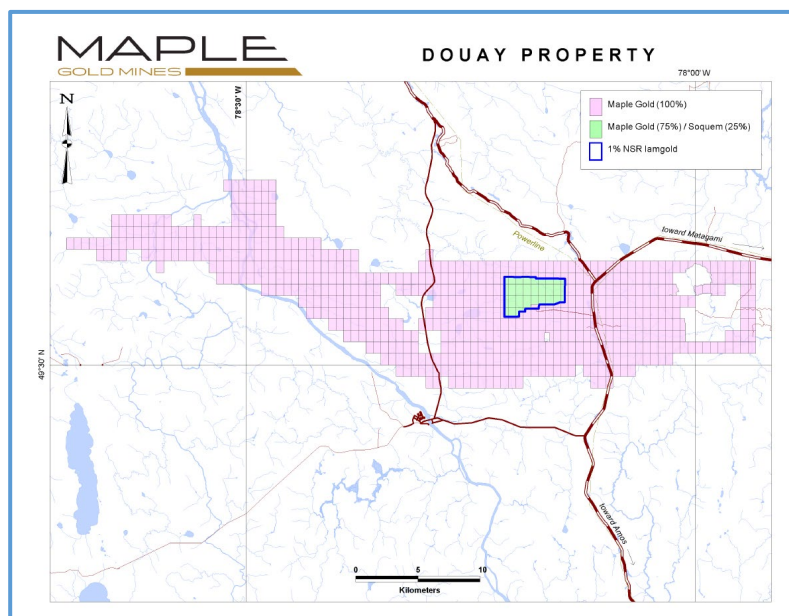 MAPLE
GOLD MINES
DOUAY PROPERTY
78°00' W
N
78°30' W
Maple Gold (100%)
Maple Gold (75%) / Soquem (25%)
1% NSR Iamgold
toward Matagami
Powerline
49°30' N
toward Amos
0 5 10
Kilometers